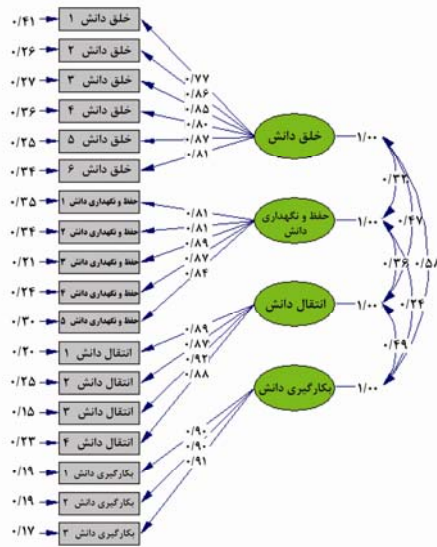 ۰/۴۱ خلق دانش ۱
۰/۲۶ خلق دانش ۲
۰/۲۷ خلق دانش ۳
۰/۳۶ خلق دانش ۴
۰/۲۵ خلق دانش ۵
۰/۳۴ خلق دانش ۶
۰/۳۵ حفظ و نگهداری دانش ۱
۰/۳۴ حفظ و نگهداری دانش ۲
۰/۲۱ حفظ و نگهداری دانش ۳
۰/۲۴ حفظ و نگهداری دانش ۴
۰/۳۰ حفظ و نگهداری دانش ۵
۰/۲۰ انتقال دانش ۱
۰/۲۵ انتقال دانش ۲
۰/۱۵ انتقال دانش ۳
۰/۲۳ انتقال دانش ۴
۰/۱۹ بکارگیری دانش ۱
۰/۱۹ بکارگیری دانش ۲
۰/۱۷ بکارگیری دانش ۳
۰/۷۷
۰/۸۶
۰/۸۵
۰/۸۰
۰/۸۷
۰/۸۱
۰/۸۱
۰/۸۱
۰/۸۹
۰/۸۷
۰/۸۴
۰/۸۹
۰/۸۷
۰/۹۲
۰/۸۸
۰/۹۰
۰/۹۰
۰/۹۱
خلق دانش
۱/۰۰
حفظ و نگهداری
دانش
۱/۰۰
انتقال دانش
۱/۰۰
بکارگیری دانش
۱/۰۰
۰/۳۲
۰/۴۷
۰/۵۸
۰/۳۶
۰/۲۴
۰/۴۹